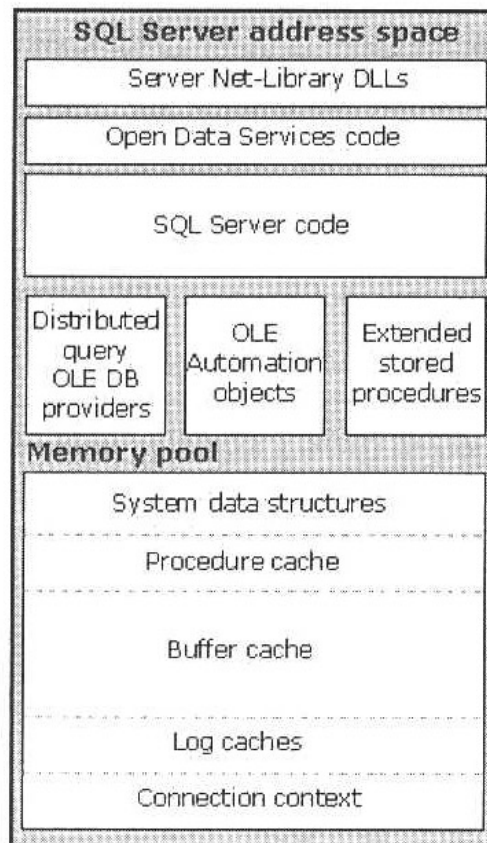 SQL Server address space
Server Net-Library DLLs
Open Data Services code
SQL Server code
Distributed
query
OLE DB
providers
OLE
Automation
objects
Extended
stored
procedures
Memory pool
System data structures
Procedure cache
Buffer cache
Log caches
Connection context